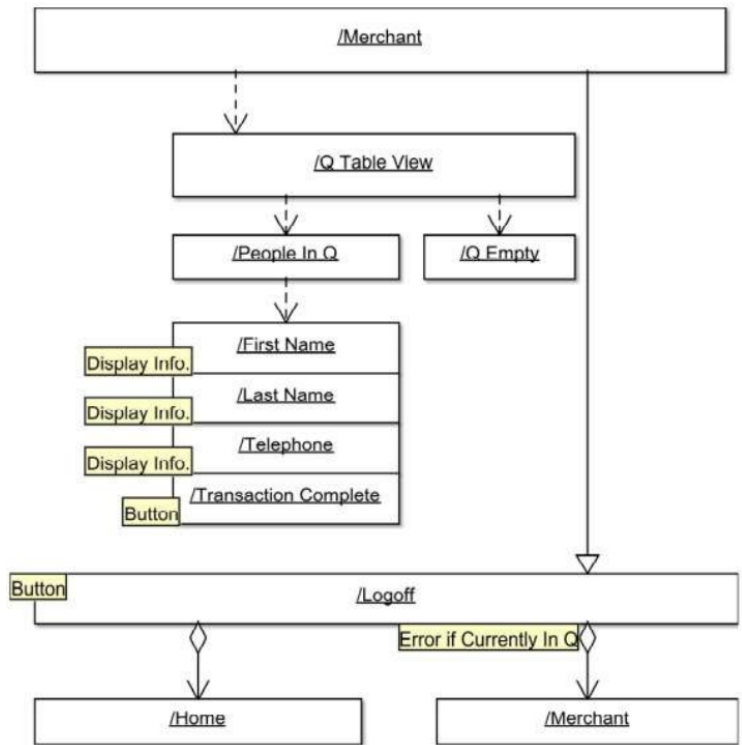 /Merchant
/Q Table View
/People In Q
/Q Empty
/First Name
Display Info.
/Last Name
Display Info.
/Telephone
Display Info.
/Transaction Complete
Button
Button
/Logoff
Error if Currently In Q
/Home
/Merchant